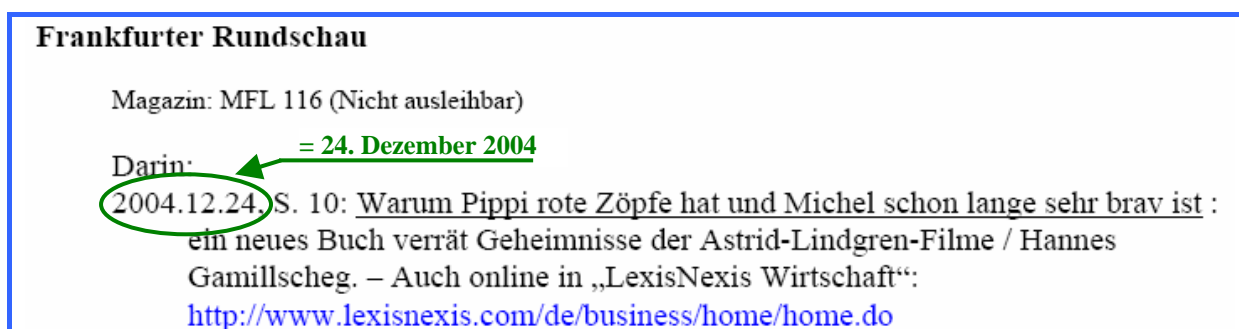 Frankfurter Rundschau
Magazin: MFL 116 (Nicht ausleihbar)
= 24. Dezember 2004
Darin:
2004.12.24, S. 10: Warum Pippi rote Zöpfe hat und Michel schon lange sehr brav ist :
ein neues Buch verrät Geheimnisse der Astrid-Lindgren-Filme / Hannes
Gamillscheg. – Auch online in „LexisNexis Wirtschaft“:
http://www.lexisnexis.com/de/business/home/home.do